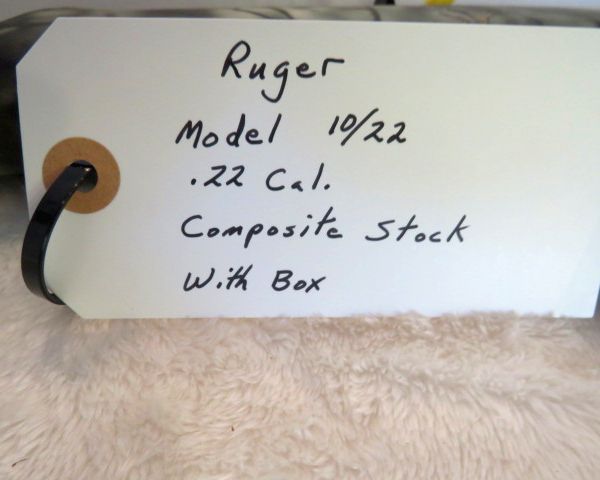 Ruger
Model 10/22
.22 Cal.
Composite Stock
With Box